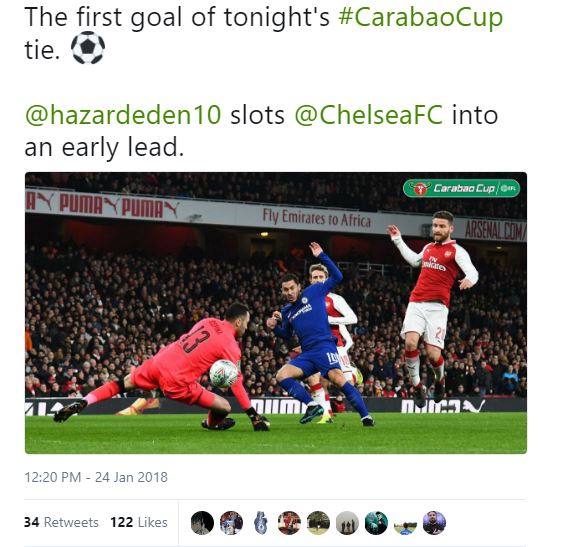 The first goal of tonight's #CarabaoCup
tie.
@hazardeden10 slots @ChelseaFC into
an early lead.
Carabao Cup EFL
PUMA PUMA
Fly Emirates to Africa
ARSENAL.COM/
Fly
Emirates
13
10
20
PUMA
12:20 PM - 24 Jan 2018
34 Retweets 122 Likes